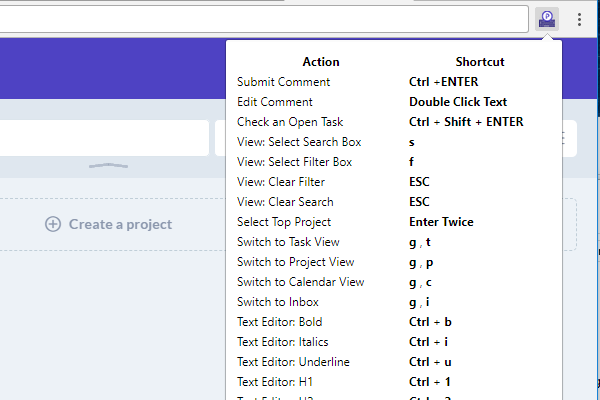 Action Shortcut
Submit Comment Ctrl +ENTER
Edit Comment Double Click Text
Check an Open Task Ctrl + Shift + ENTER
View: Select Search Box s
View: Select Filter Box f
View: Clear Filter ESC
View: Clear Search ESC
Create a project
Select Top Project Enter Twice
Switch to Task View g , t
Switch to Project View g , p
Switch to Calendar View g , c
Switch to Inbox g , i
Text Editor: Bold Ctrl + b
Text Editor: Italics Ctrl + i
Text Editor: Underline Ctrl + u
Text Editor: H1 Ctrl + 1